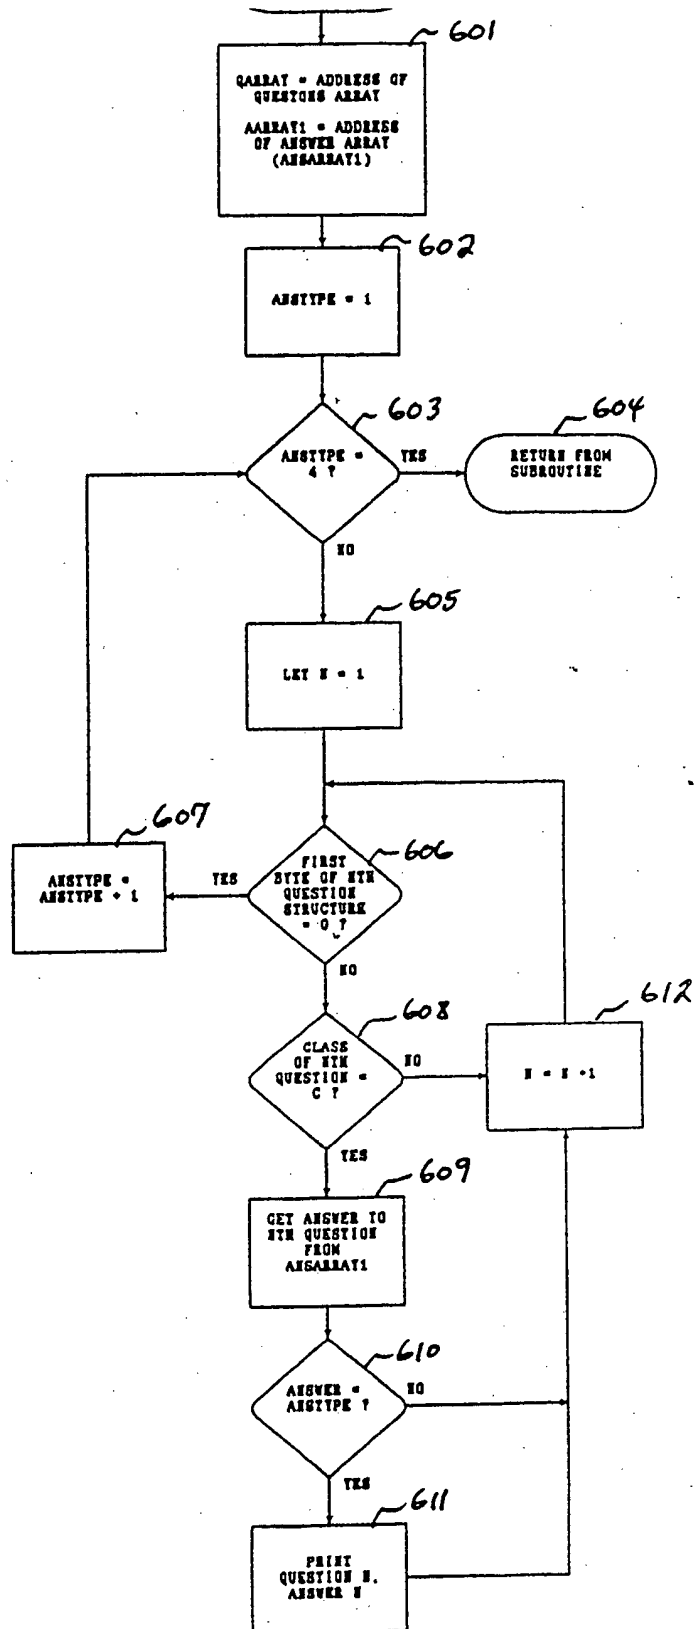 601
QARRAY = ADDRESS OF
QUESTONS ARRAY
AARRAY1 = ADDRESS
OF ANSWER ARRAY
(ANSARRAY1)
602
ANSTYPE = 1
603
ANSTYPE =
4 ?
YES
604
RETURN FROM
SUBROUTINE
NO
605
LET N = 1
607
ANSTYPE =
ANSTYPE + 1
YES
606
FIRST
BYTE OF NTH
QUESTION
STRUCTURE
= 0 ?
NO
608
CLASS
OF NTH
QUESTION =
C ?
NO
612
N = N +1
YES
609
GET ANSWER TO
NTH QUESTION
FROM
ANSARRAY1
610
ANSWER =
ANSTYPE ?
NO
YES
611
PRINT
QUESTION N,
ANSWER N